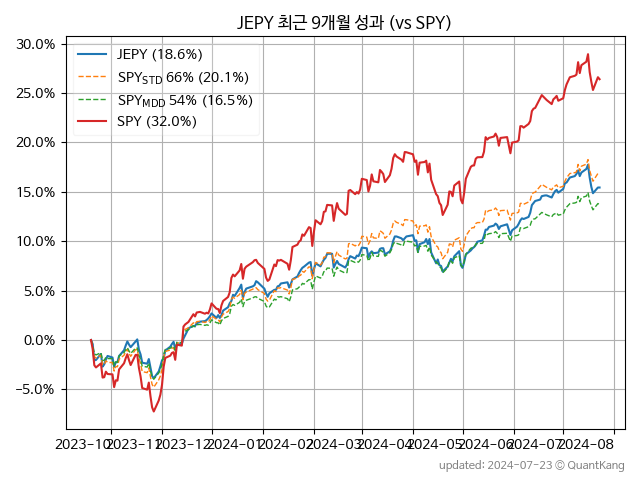 JEPY 최근 9개월 성과 (vs SPY)
JEPY (18.6%)
SPY_STD 66% (20.1%)
SPY_MDD 54% (16.5%)
SPY (32.0%)
30.0%
25.0%
20.0%
15.0%
10.0%
5.0%
0.0%
−5.0%
2023-10 2023-11 2023-12 2024-01 2024-02 2024-03 2024-04 2024-05 2024-06 2024-07 2024-08
updated: 2024-07-23 © QuantKang